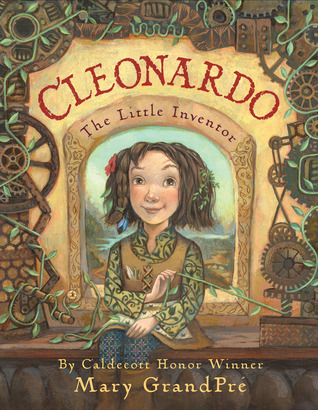 CLEONARDO
The Little Inventor
By Caldecott Honor Winner
Mary GrandPré